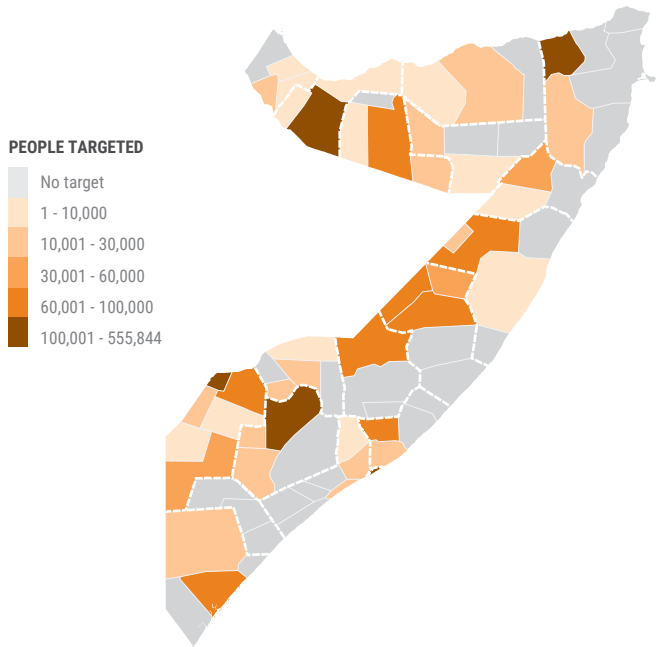 PEOPLE TARGETED
No target
1 - 10,000
10,001 - 30,000
30,001 - 60,000
60,001 - 100,000
100,001 - 555,844